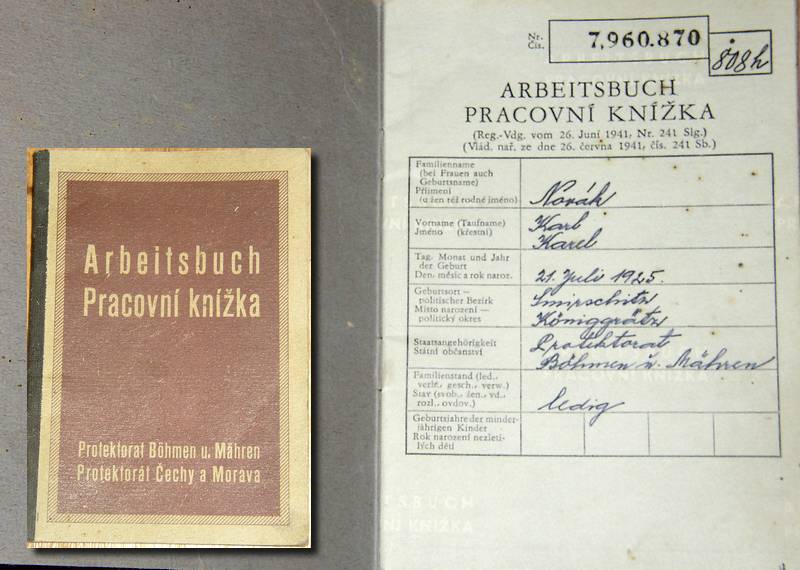 Arbeitsbuch
Pracovní knížka
Protektorat Böhmen u. Mähren
Protektorát Čechy a Morava
Nr.
Čís.
7,960.870
808h
ARBEITSBUCH
PRACOVNÍ KNÍŽKA
(Reg.-Vdg. vom 26. Juni 1941, Nr. 241 Slg.)
(Vlád. nař. ze dne 26. června 1941, čís. 241 Sb.)
Familienname
(bei Frauen auch
Geburtsname)
Příjmení
(u žen též rodné jméno)
Novák
Vorname (Taufname)
Jméno (křestní)
Karl
Karel
Tag, Monat und Jahr
der Geburt
Den, měsíc a rok naroz.
21. Juli 1925.
Geburtsort —
politischer Bezirk
Místo narození —
politický okres
Smirschitz
Königgrätz
Staatsangehörigkeit
Státní občanství
Protektorat
Böhmen u. Mähren
Familienstand (led.,
verh., gesch., verw.)
Stav (svob., žen., vd.,
rozl., ovdov.)
ledig
Geburtsjahre der minder-
jährigen Kinder
Rok narození nezleti-
lých dětí